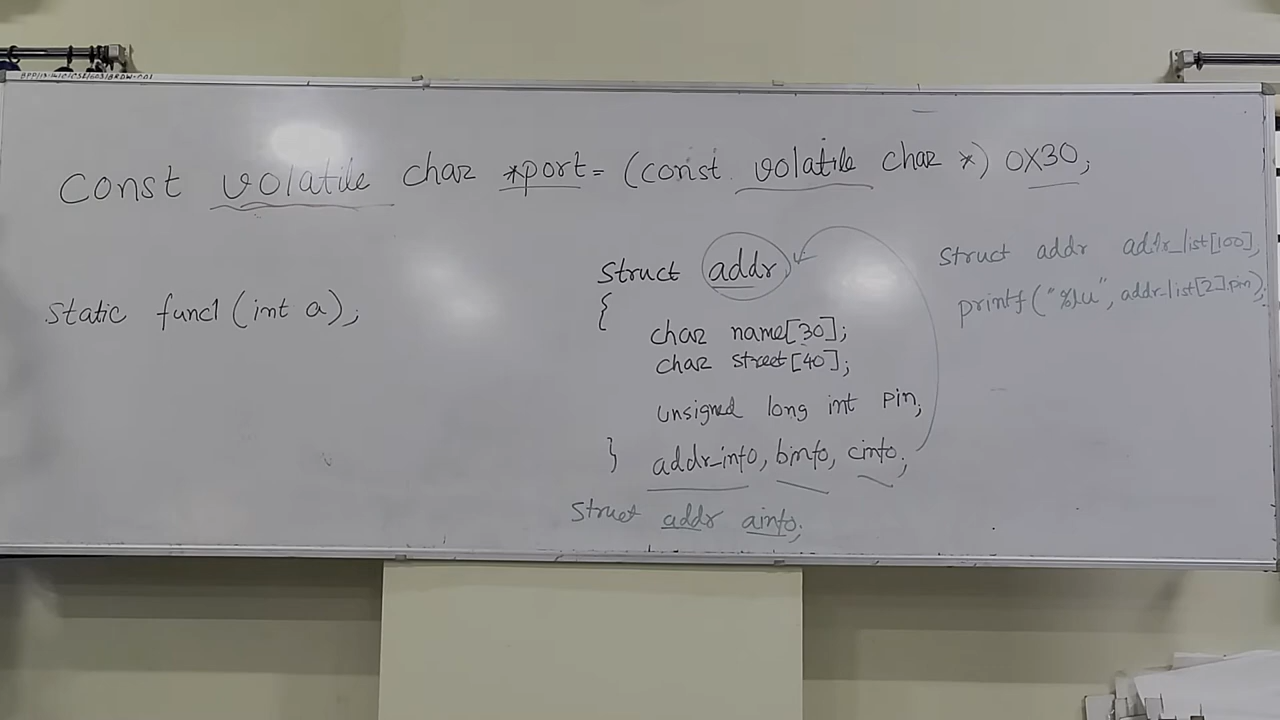 const volatile char *port = (const volatile char *) 0X30;
static func1 (int a);
struct addr
{
char name[30];
char street[40];
unsigned long int pin;
} addr_info, binfo, cinfo;
struct addr ainfo;
struct addr addr_list[100];
printf("%lu", addr_list[2].pin);